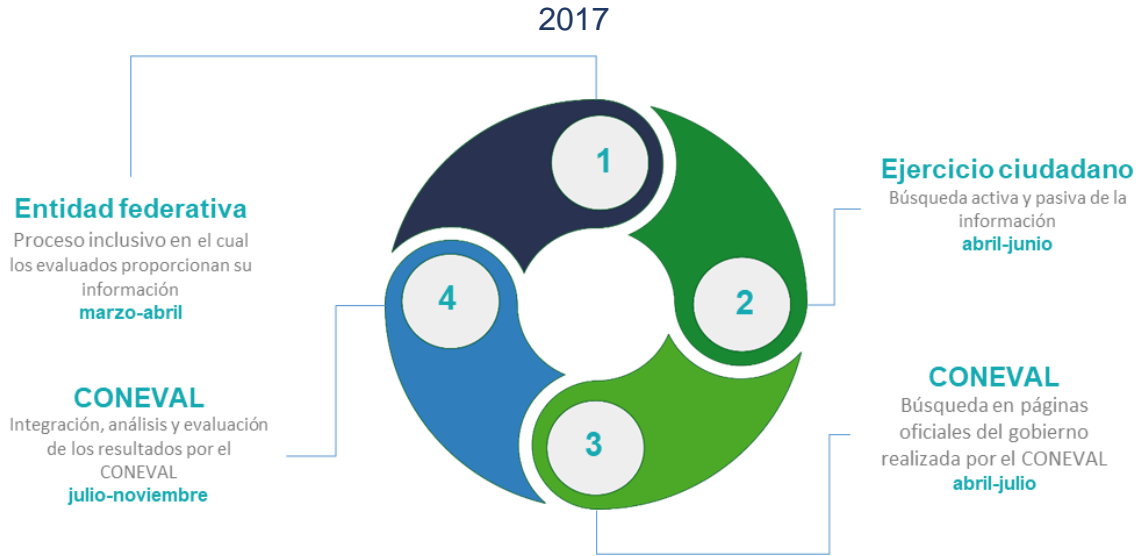 2017
1
Entidad federativa
Proceso inclusivo en el cual
los evaluados proporcionan su
información
marzo-abril
2
Ejercicio ciudadano
Búsqueda activa y pasiva de la
información
abril-junio
3
CONEVAL
Búsqueda en páginas
oficiales del gobierno
realizada por el CONEVAL
abril-julio
4
CONEVAL
Integración, análisis y evaluación
de los resultados por el
CONEVAL
julio-noviembre